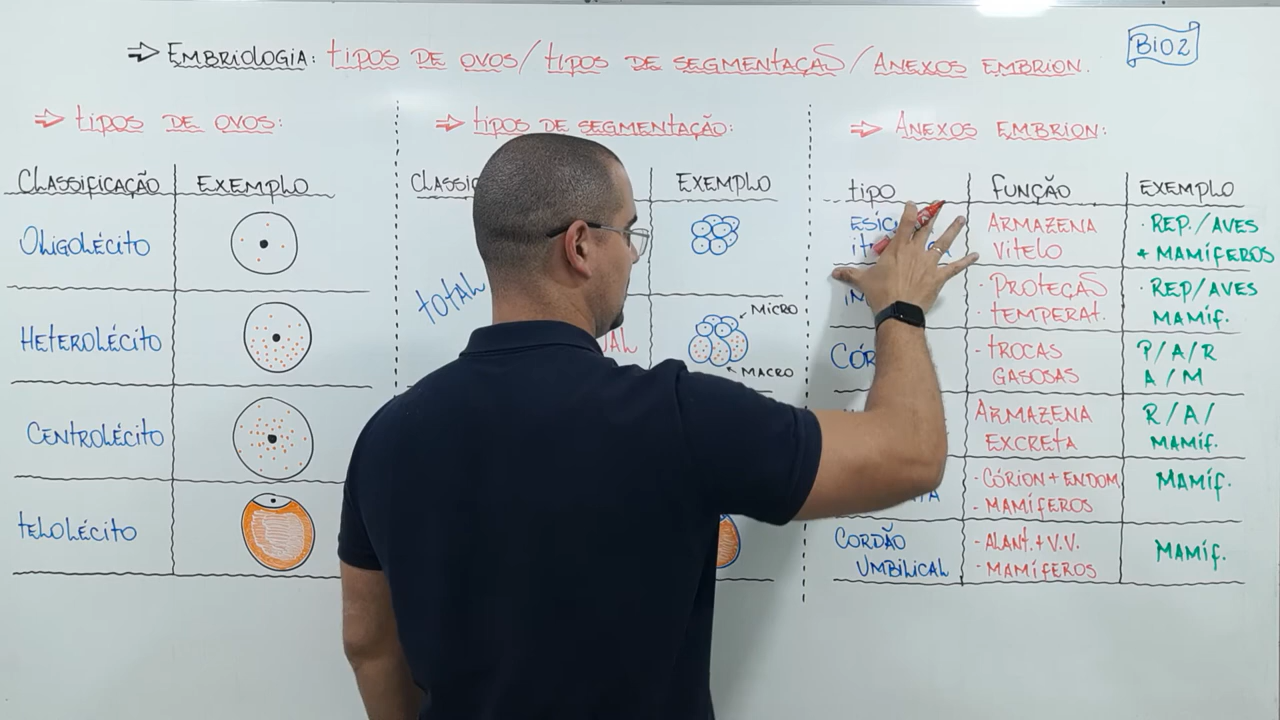 ⇒ EMBRIOLOGIA: TIPOS DE OVOS / TIPOS DE SEGMENTAÇÃO / ANEXOS EMBRION.
BIO2
⇒ TIPOS DE OVOS:
CLASSIFICAÇÃO EXEMPLO
OLIGOLÉCITO
HETEROLÉCITO
CENTROLÉCITO
TELOLÉCITO
⇒ TIPOS DE SEGMENTAÇÃO:
EXEMPLO
TOTAL
MICRO
MACRO
⇒ ANEXOS EMBRION:
TIPO FUNÇÃO EXEMPLO
ARMAZENA · REP./AVES
VITELO * MAMÍFEROS
· PROTEÇÃO · REP/AVES
· TEMPERAT. MAMÍF.
- TROCAS P/A/R
GASOSAS A/M
ARMAZENA R/A/
EXCRETA MAMÍF.
- CÓRION + ENDOM MAMÍF.
- MAMÍFEROS
CORDÃO - ALANT. + V.V. MAMÍF.
UMBILICAL - MAMÍFEROS